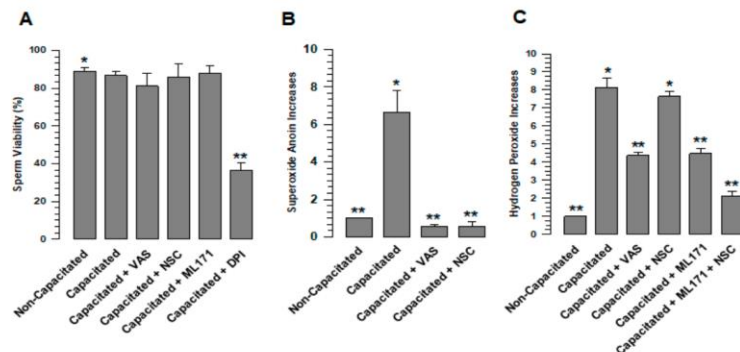 A
Sperm Viability (%)
100
80
60
40
20
0
*
**
Non-Capacitated
Capacitated
Capacitated + VAS
Capacitated + NSC
Capacitated + ML171
Capacitated + DPI
B
Superoxide Anoin Increases
10
8
6
4
2
0
**
*
**
**
Non-Capacitated
Capacitated
Capacitated + VAS
Capacitated + NSC
C
Hydrogen Peroxide Increases
10
9
8
7
6
5
4
3
2
1
0
**
*
**
*
**
**
Non-Capacitated
Capacitated
Capacitated + VAS
Capacitated + NSC
Capacitated + ML171
Capacitated + ML171 + NSC